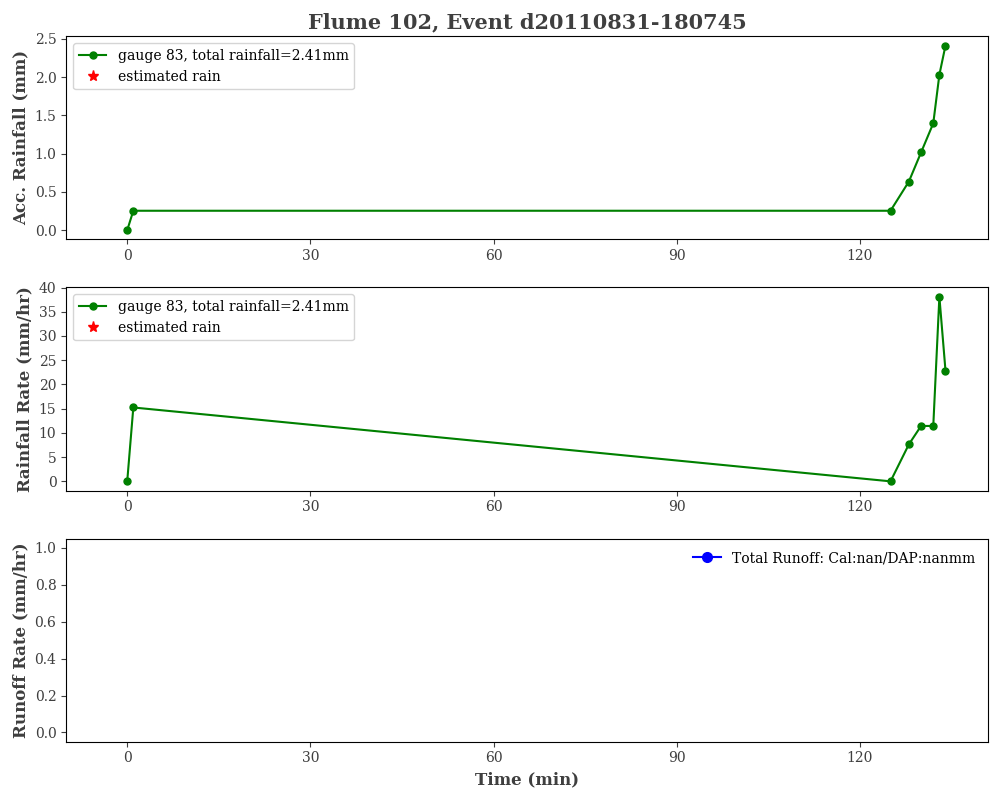 Flume 102, Event d20110831-180745
Acc. Rainfall (mm)
2.5
2.0
1.5
1.0
0.5
0.0
gauge 83, total rainfall=2.41mm
estimated rain
0 30 60 90 120
Rainfall Rate (mm/hr)
40
35
30
25
20
15
10
5
0
gauge 83, total rainfall=2.41mm
estimated rain
0 30 60 90 120
Runoff Rate (mm/hr)
1.0
0.8
0.6
0.4
0.2
0.0
Total Runoff: Cal:nan/DAP:nanmm
0 30 60 90 120
Time (min)